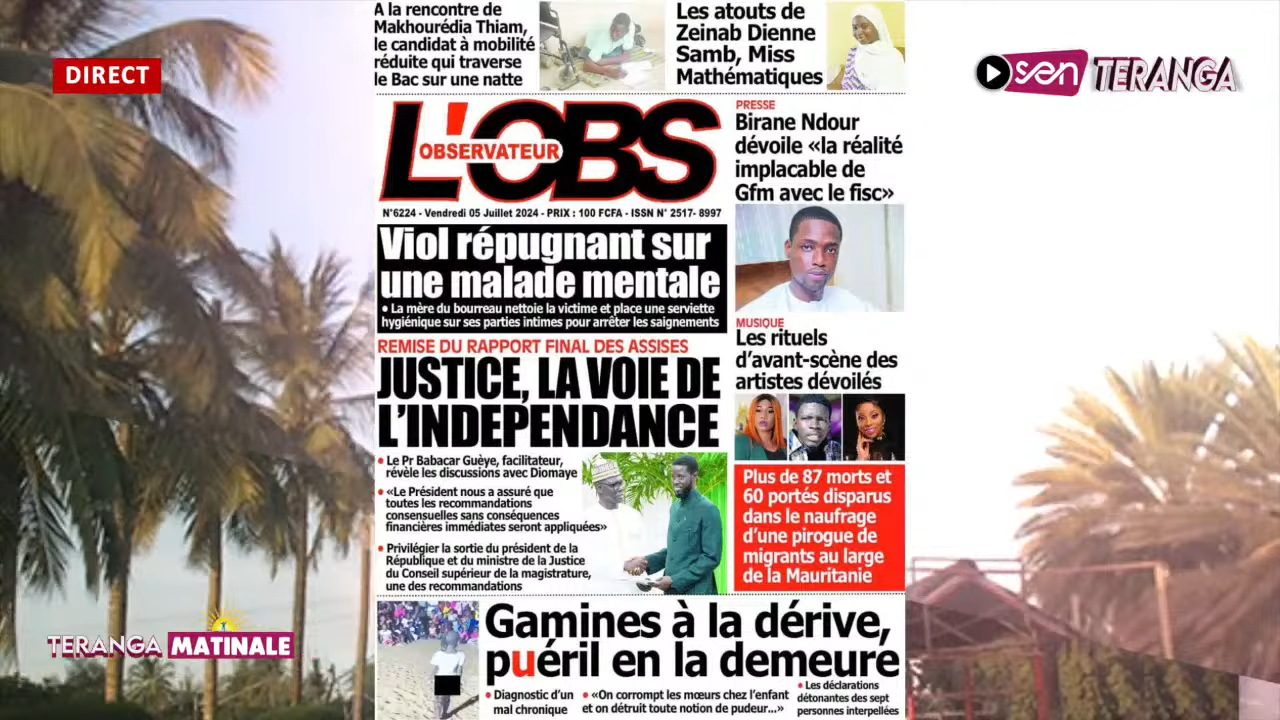 A la rencontre de
Makhourédia Thiam,
le candidat à mobilité
réduite qui traverse
le Bac sur une natte
Les atouts de
Zeinab Dienne
Samb, Miss
Mathématiques
DIRECT
sen TERANGA
L'OBS
OBSERVATEUR
N°6224 - Vendredi 05 Juillet 2024 - PRIX : 100 FCFA - ISSN N° 2517- 8997
PRESSE
Birane Ndour
dévoile «la réalité
implacable de
Gfm avec le fisc»
Viol répugnant sur
une malade mentale
• La mère du bourreau nettoie la victime et place une serviette
hygiénique sur ses parties intimes pour arrêter les saignements
MUSIQUE
Les rituels
d'avant-scène des
artistes dévoilés
REMISE DU RAPPORT FINAL DES ASSISES
JUSTICE, LA VOIE DE
L'INDEPENDANCE
• Le Pr Babacar Guèye, facilitateur,
révèle les discussions avec Diomaye
• «Le Président nous a assuré que
toutes les recommandations
consensuelles sans conséquences
financières immédiates seront appliquées»
• Privilégier la sortie du président de la
République et du ministre de la Justice
du Conseil supérieur de la magistrature,
une des recommandations
Plus de 87 morts et
60 portés disparus
dans le naufrage
d'une pirogue de
migrants au large
de la Mauritanie
Gamines à la dérive,
puéril en la demeure
• Diagnostic d'un
mal chronique
• «On corrompt les mœurs chez l'enfant
et on détruit toute notion de pudeur...»
• Les déclarations
détonantes des sept
personnes interpellées
TERANGA MATINALE